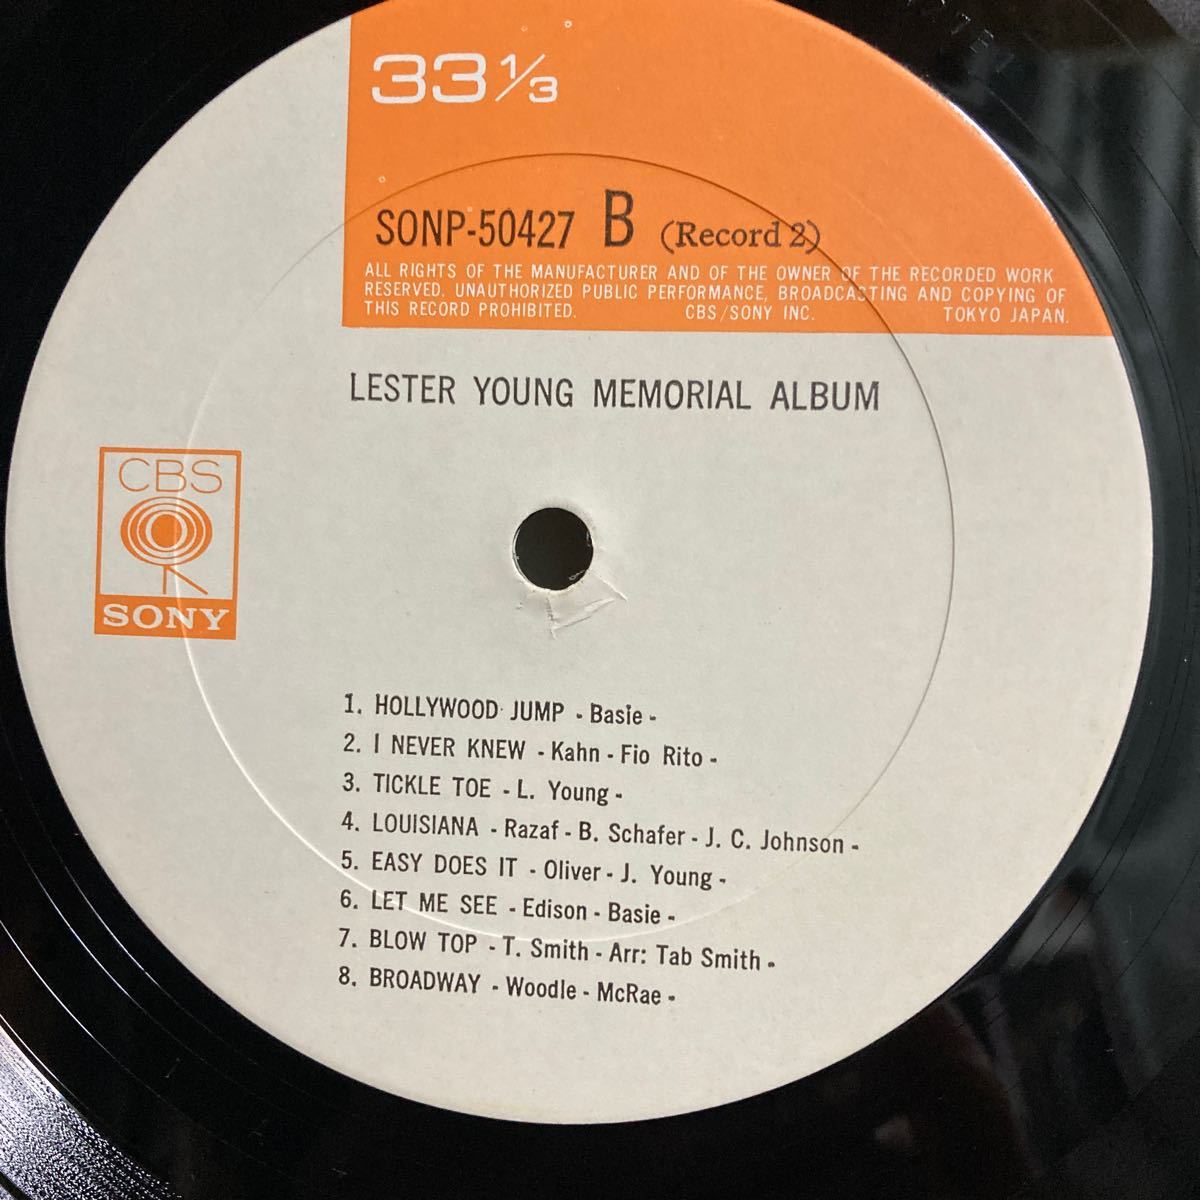 33 1/3
SONP-50427 B (Record 2)
ALL RIGHTS OF THE MANUFACTURER AND OF THE OWNER OF THE RECORDED WORK
RESERVED. UNAUTHORIZED PUBLIC PERFORMANCE, BROADCASTING AND COPYING OF
THIS RECORD PROHIBITED. CBS/SONY INC. TOKYO JAPAN.
LESTER YOUNG MEMORIAL ALBUM
CBS
SONY
1. HOLLYWOOD JUMP - Basie -
2. I NEVER KNEW - Kahn - Fio Rito -
3. TICKLE TOE - L. Young -
4. LOUISIANA - Razaf - B. Schafer - J. C. Johnson -
5. EASY DOES IT - Oliver - J. Young -
6. LET ME SEE - Edison - Basie -
7. BLOW TOP - T. Smith - Arr: Tab Smith -
8. BROADWAY - Woodle - McRae -